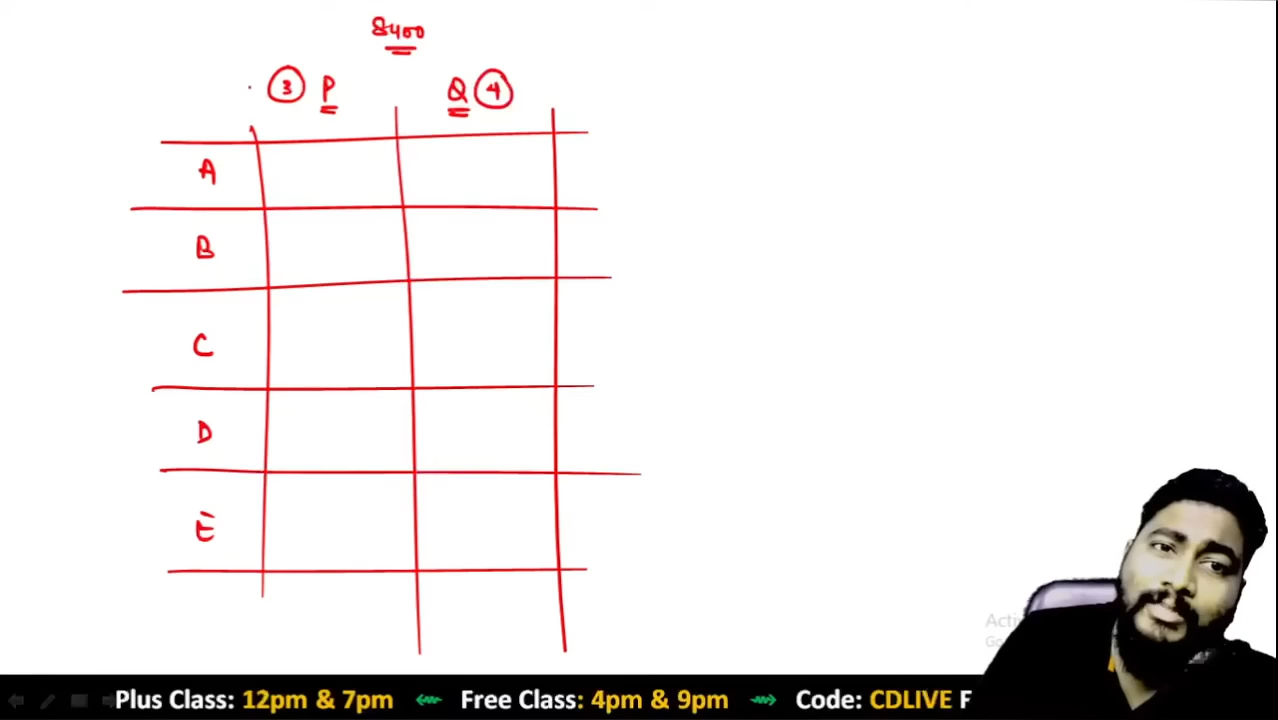 8400
3 P Q 4
A
B
C
D
E
Plus Class: 12pm & 7pm Free Class: 4pm & 9pm Code: CDLIVE F